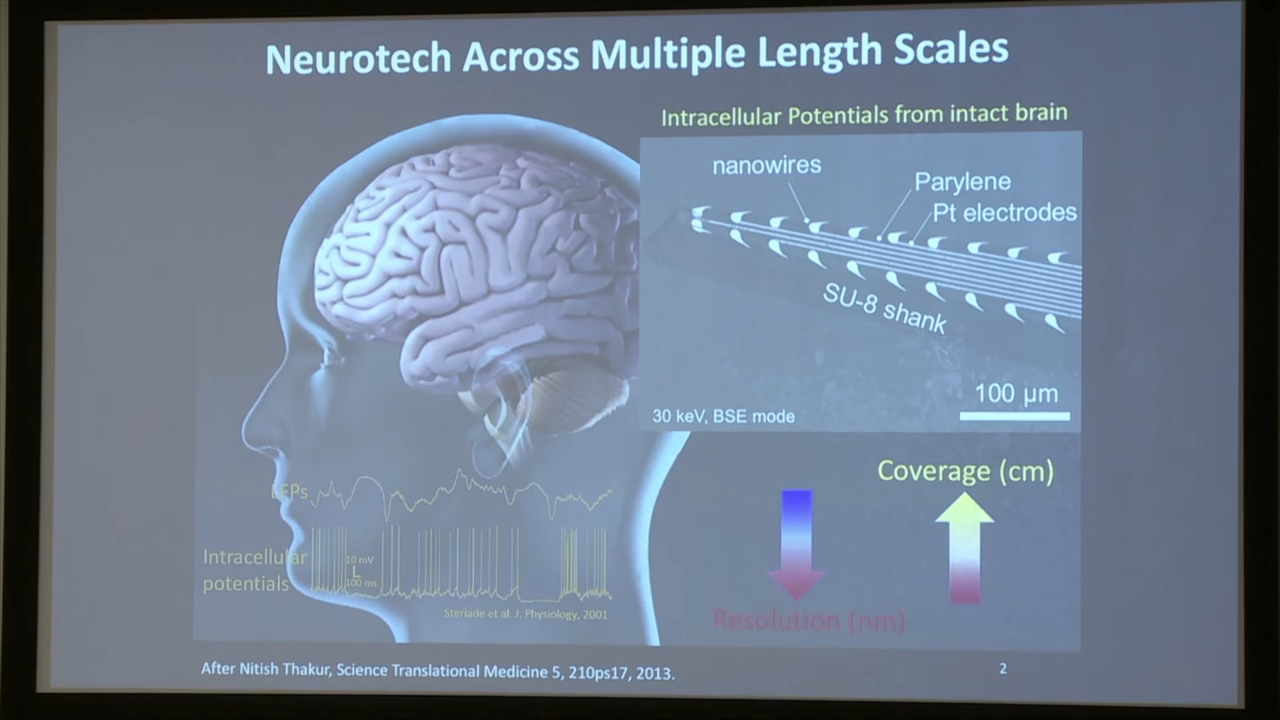 Neurotech Across Multiple Length Scales
Intracellular Potentials from intact brain
nanowires
Parylene
Pt electrodes
SU-8 shank
100 µm
30 keV, BSE mode
Coverage (cm)
LFPs
Intracellular
potentials
10 mV
100 ms
Steriade et al. J. Physiology, 2001
Resolution (nm)
After Nitish Thakur, Science Translational Medicine 5, 210ps17, 2013.
2